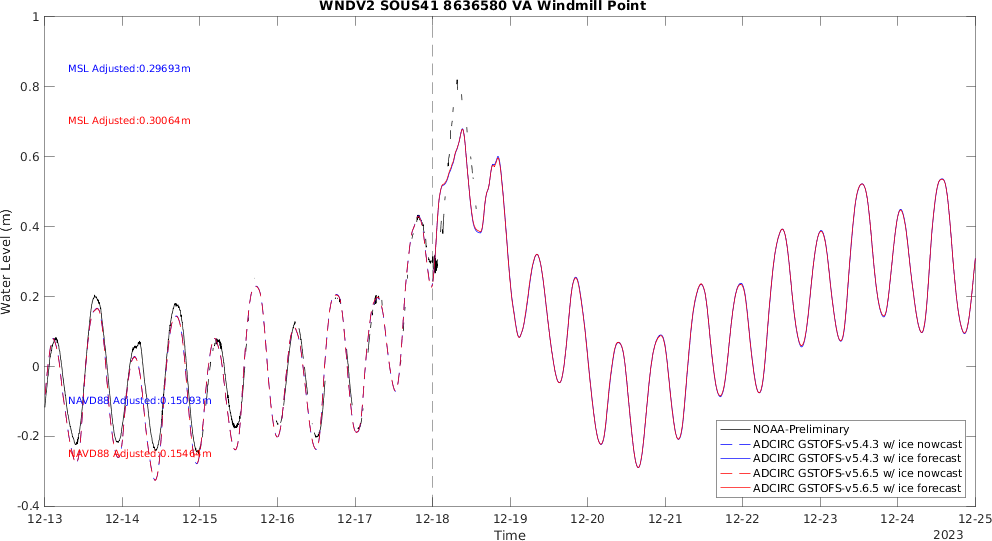 WNDV2 SOUS41 8636580 VA Windmill Point
Water Level (m)
1
0.8
0.6
0.4
0.2
0
-0.2
-0.4
MSL Adjusted:0.29693m
MSL Adjusted:0.30064m
NAVD88 Adjusted:0.15093m
NAVD88 Adjusted:0.15464m
NOAA-Preliminary
ADCIRC GSTOFS-v5.4.3 w/ ice nowcast
ADCIRC GSTOFS-v5.4.3 w/ ice forecast
ADCIRC GSTOFS-v5.6.5 w/ ice nowcast
ADCIRC GSTOFS-v5.6.5 w/ ice forecast
12-13 12-14 12-15 12-16 12-17 12-18 12-19 12-20 12-21 12-22 12-23 12-24 12-25
Time
2023